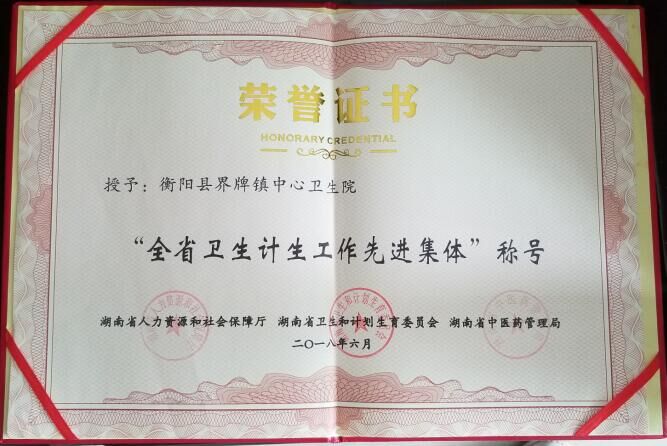 荣誉证书
HONORARY CREDENTIAL
授予：衡阳县界牌镇中心卫生院
“全省卫生计生工作先进集体”称号
湖南省人力资源和社会保障厅 湖南省卫生和计划生育委员会 湖南省中医药管理局
二〇一八年六月